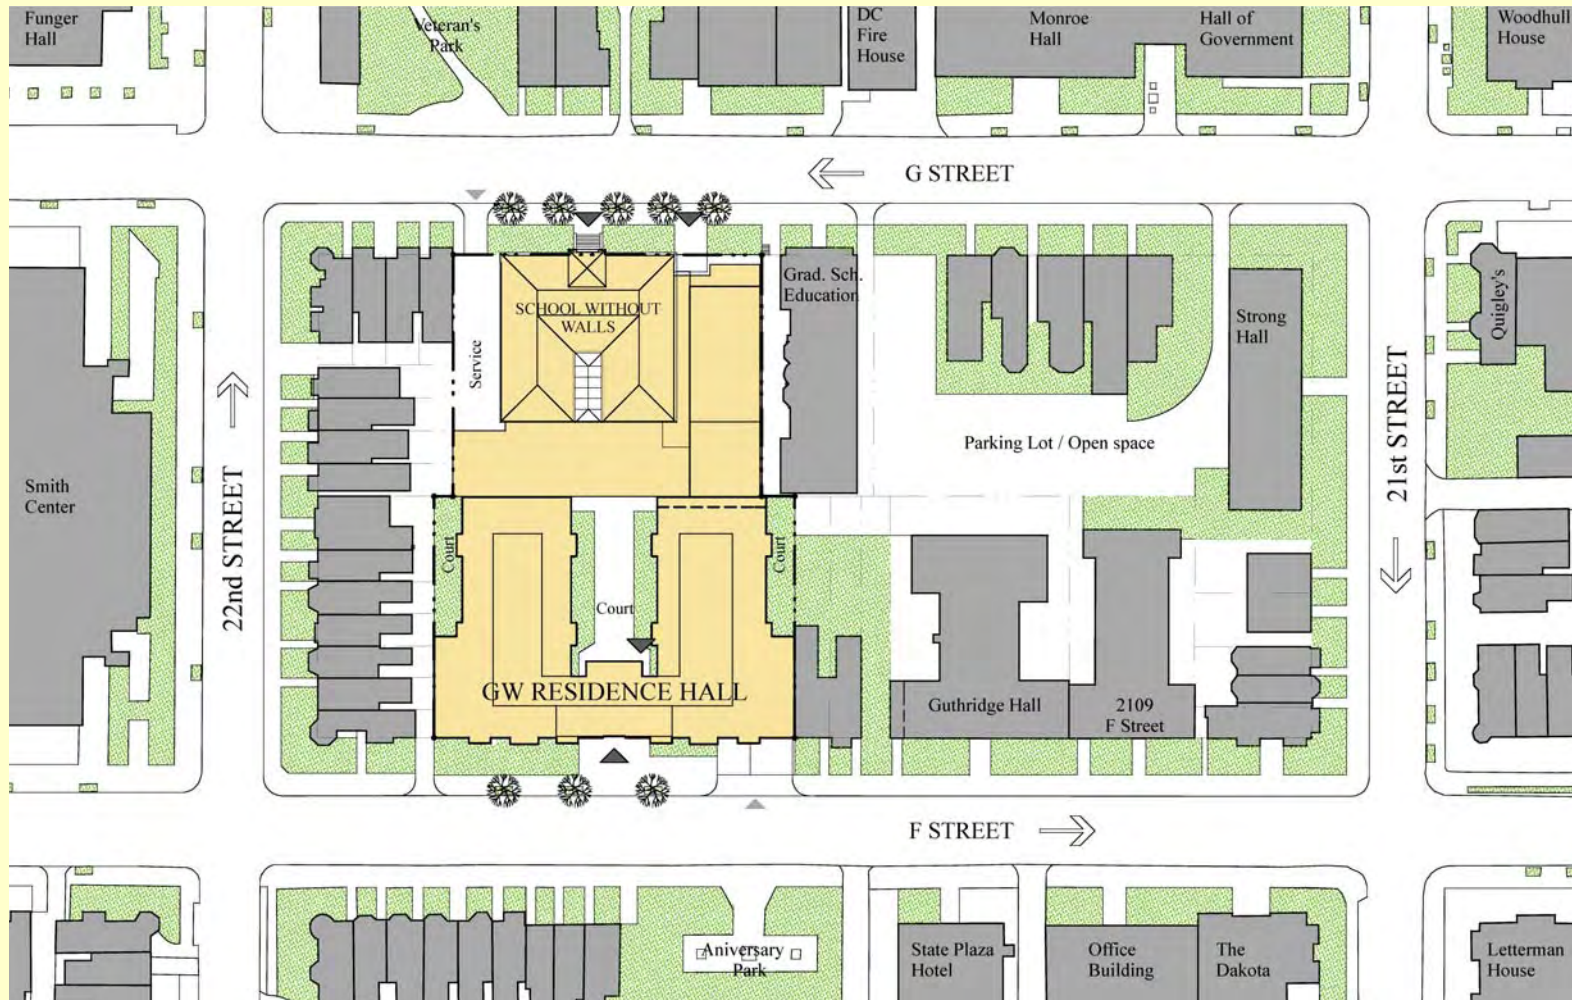 Funger
Hall
Veteran's
Park
DC
Fire
House
Monroe
Hall
Hall of
Government
Woodhull
House
G STREET
SCHOOL WITHOUT
WALLS
Service
Grad. Sch.
Education
Strong
Hall
Quigley's
Parking Lot / Open space
Smith
Center
22nd STREET
21st STREET
Court
Court
Court
GW RESIDENCE HALL
Guthridge Hall
2109
F Street
F STREET
Aniversary
Park
State Plaza
Hotel
Office
Building
The
Dakota
Letterman
House